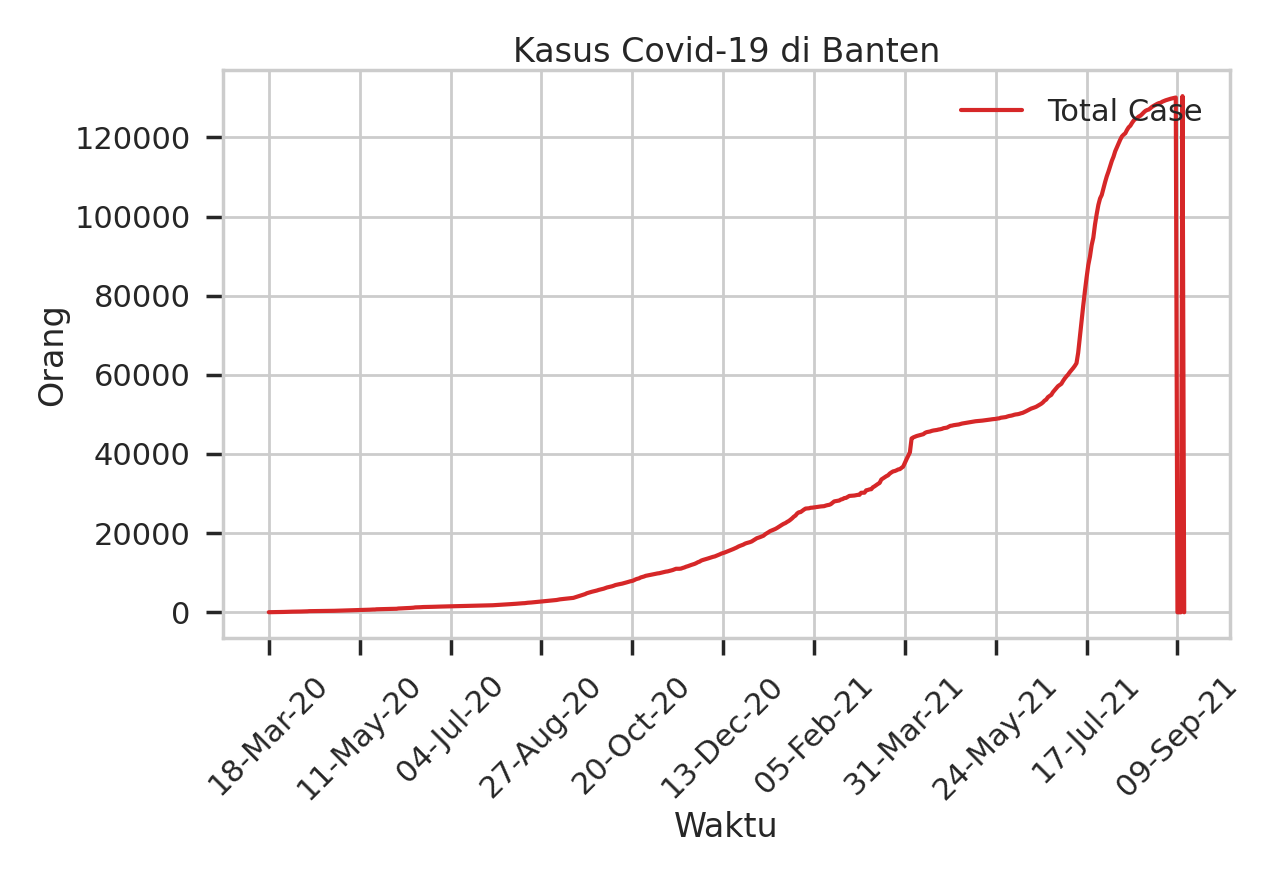 Kasus Covid-19 di Banten
Total Case
Orang
120000
100000
80000
60000
40000
20000
0
18-Mar-20
11-May-20
04-Jul-20
27-Aug-20
20-Oct-20
13-Dec-20
05-Feb-21
31-Mar-21
24-May-21
17-Jul-21
09-Sep-21
Waktu